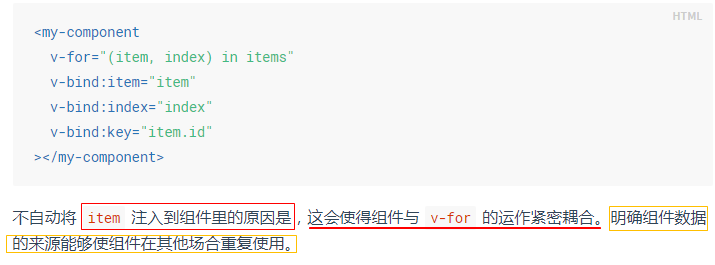 HTML
<my-component
v-for="(item, index) in items"
v-bind:item="item"
v-bind:index="index"
v-bind:key="item.id"
></my-component>
不自动将 item 注入到组件里的原因是，这会使得组件与 v-for 的运作紧密耦合。明确组件数据
的来源能够使组件在其他场合重复使用。